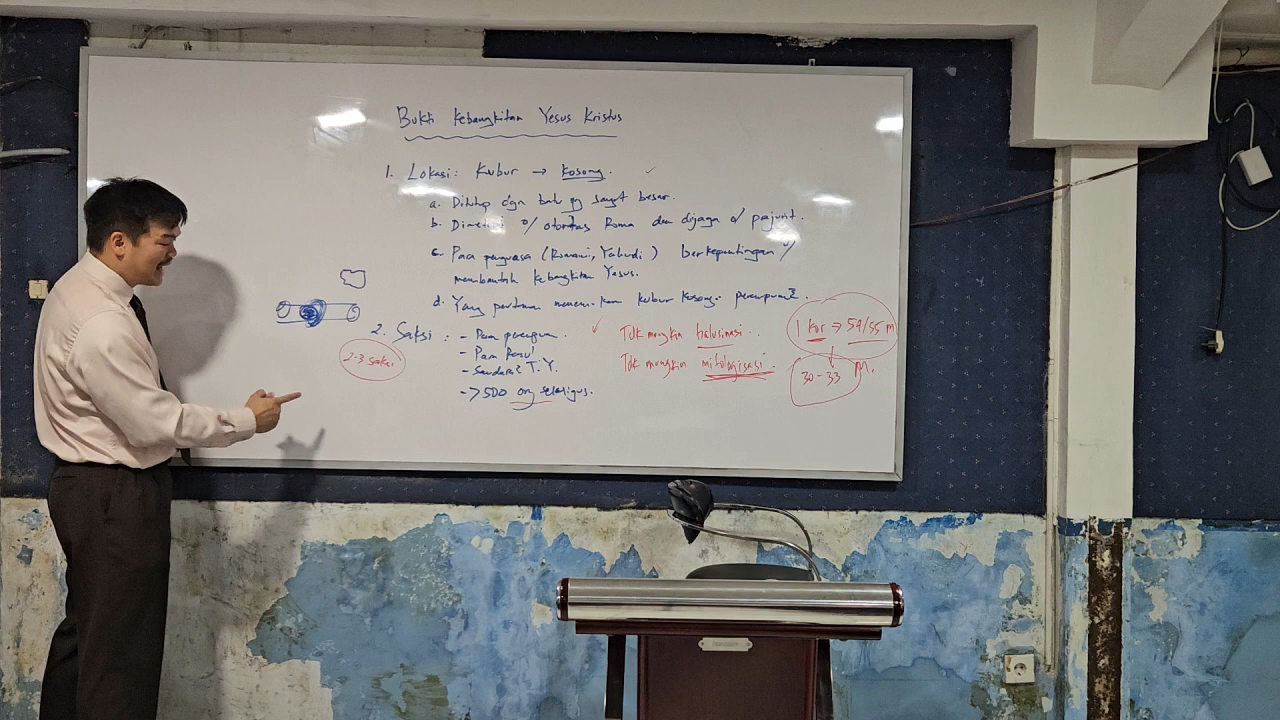 Bukti Kebangkitan Yesus Kristus
1. Lokasi: Kubur → kosong.
a. Ditutup dgn batu yg sangat besar.
b. Dimeterai o/ otoritas Roma dan dijaga o/ prajurit.
c. Para penguasa (Romawi, Yahudi) berkepentingan u/
membantah kebangkitan Yesus.
d. Yang pertama menemukan kubur kosong: perempuan2.
2. Saksi : - Para perempuan.
- Para Rasul
- Saudara2 T.Y.
- >500 org sekaligus.
2-3 saksi
Tdk mungkin halusinasi.
Tdk mungkin mitologisasi.
1 Kor → 54/55 M
30-33 M.